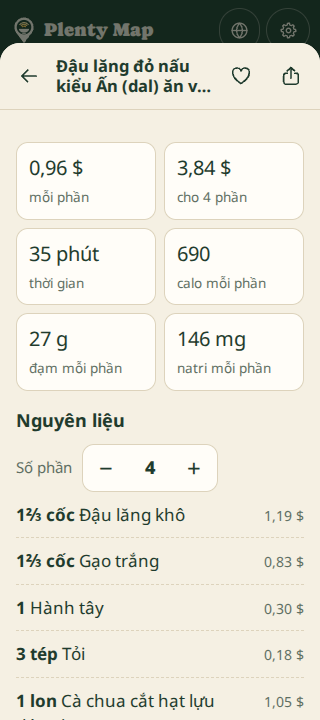 Plenty Map
Đậu lăng đỏ nấu
kiểu Ấn (dal) ăn v...
0,96 $
mỗi phần
3,84 $
cho 4 phần
35 phút
thời gian
690
calo mỗi phần
27 g
đạm mỗi phần
146 mg
natri mỗi phần
Nguyên liệu
Số phần − 4 +
1⅔ cốc Đậu lăng khô 1,19 $
1⅔ cốc Gạo trắng 0,83 $
1 Hành tây 0,30 $
3 tép Tỏi 0,18 $
1 lon Cà chua cắt hạt lựu 1,05 $